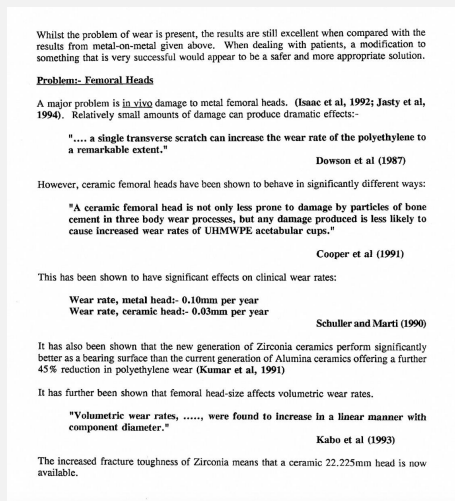 Whilst the problem of wear is present, the results are still excellent when compared with the
results from metal-on-metal given above. When dealing with patients, a modification to
something that is very successful would appear to be a safer and more appropriate solution.
Problem:- Femoral Heads
A major problem is in vivo damage to metal femoral heads. (Isaac et al, 1992; Jasty et al,
1994). Relatively small amounts of damage can produce dramatic effects:-
".... a single transverse scratch can increase the wear rate of the polyethylene to
a remarkable extent."
Dowson et al (1987)
However, ceramic femoral heads have been shown to behave in significantly different ways:
"A ceramic femoral head is not only less prone to damage by particles of bone
cement in three body wear processes, but any damage produced is less likely to
cause increased wear rates of UHMWPE acetabular cups."
Cooper et al (1991)
This has been shown to have significant effects on clinical wear rates:
Wear rate, metal head:- 0.10mm per year
Wear rate, ceramic head:- 0.03mm per year
Schuller and Marti (1990)
It has also been shown that the new generation of Zirconia ceramics perform significantly
better as a bearing surface than the current generation of Alumina ceramics offering a further
45% reduction in polyethylene wear (Kumar et al, 1991)
It has further been shown that femoral head-size affects volumetric wear rates.
"Volumetric wear rates, ....., were found to increase in a linear manner with
component diameter."
Kabo et al (1993)
The increased fracture toughness of Zirconia means that a ceramic 22.225mm head is now
available.